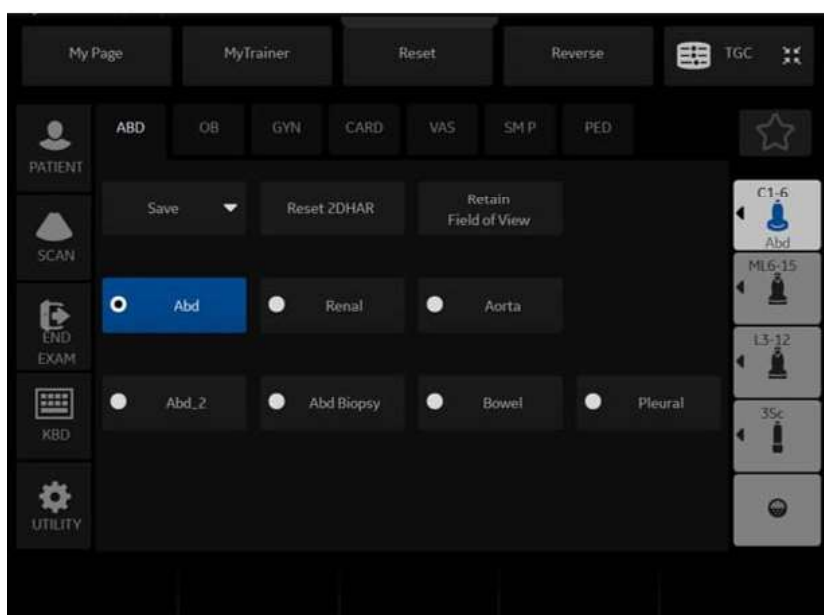 My Page
MyTrainer
Reset
Reverse
TGC
PATIENT
SCAN
END
EXAM
KBD
UTILITY
ABD
OB
GYN
CARD
VAS
SM P
PED
Save
Reset 2DHAR
Retain
Field of View
Abd
Renal
Aorta
Abd_2
Abd Biopsy
Bowel
Pleural
C1-6
Abd
ML6-15
L3-12
3Sc